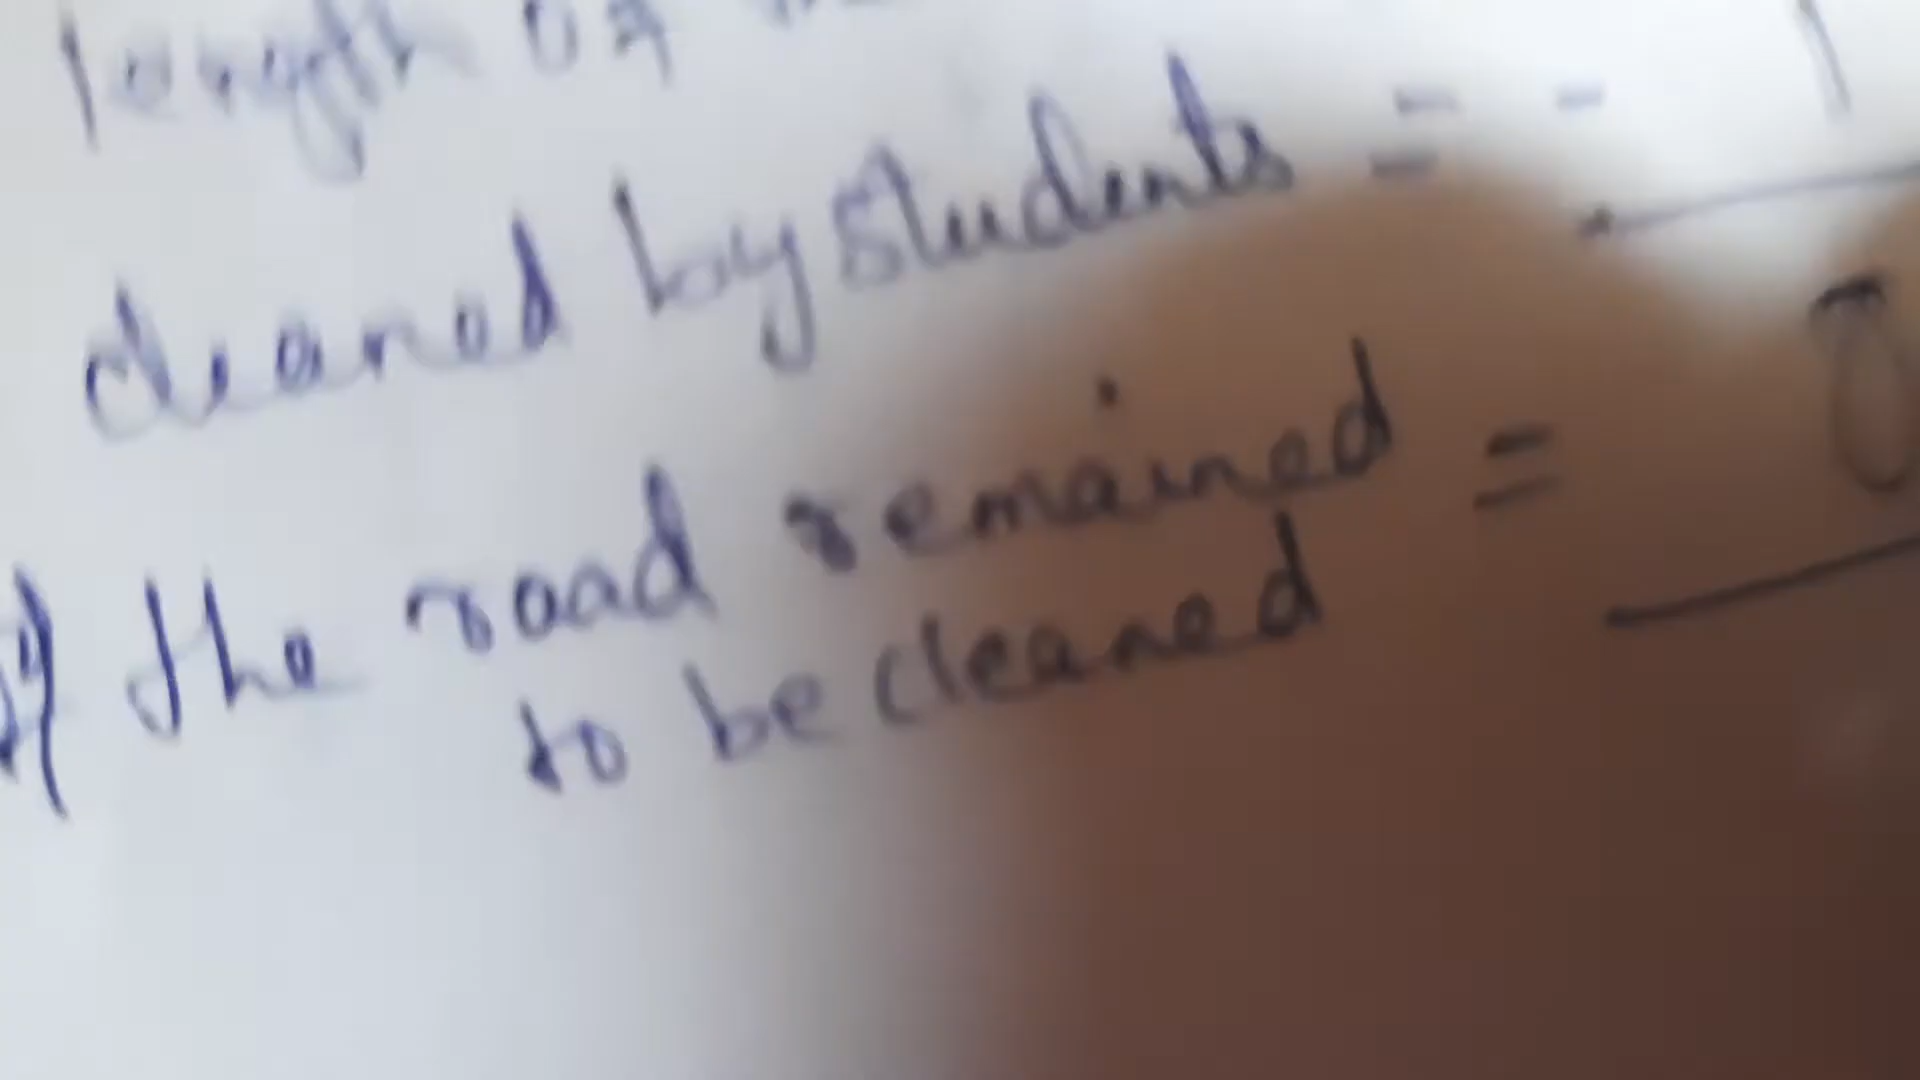 length of
cleaned by students = -
of the road remained =
to be cleaned